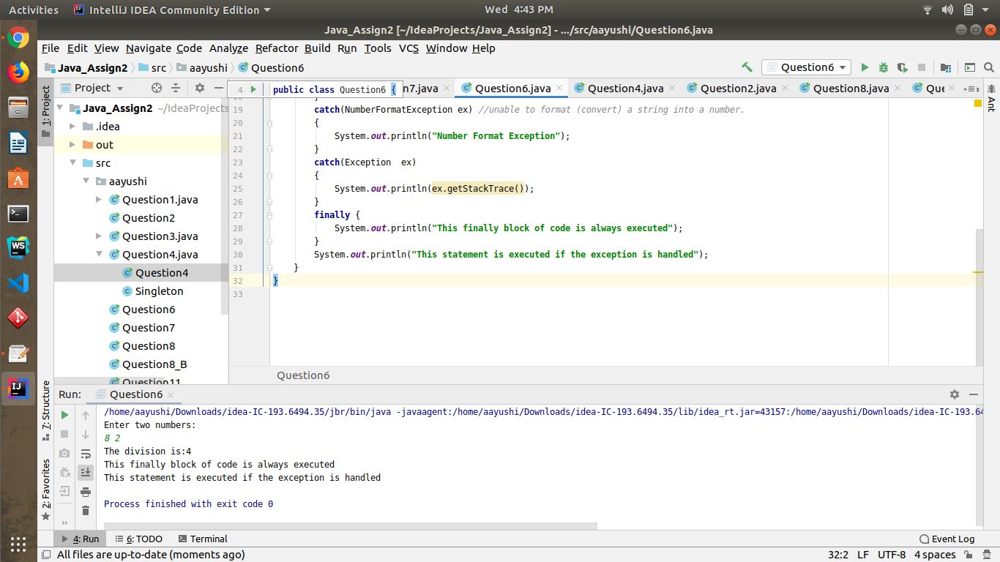 Activities IntelliJ IDEA Community Edition Wed 4:43 PM
Java_Assign2 [~/IdeaProjects/Java_Assign2] - .../src/aayushi/Question6.java
File Edit View Navigate Code Analyze Refactor Build Run Tools VCS Window Help
Java_Assign2 src aayushi Question6 Question6
Project
4 public class Question6 {
n7.java Question6.java Question4.java Question2.java Question8.java Que
1: Project
Ant
Java_Assign2 ~/IdeaProjects
.idea
out
src
aayushi
Question1.java
Question2
Question3.java
Question4.java
Question4
Singleton
Question6
Question7
Question8
Question8_B
Question11
}
19 catch(NumberFormatException ex) //unable to format (convert) a string into a number.
20 {
21 System.out.println("Number Format Exception");
22 }
23 catch(Exception  ex)
24 {
25 System.out.println(ex.getStackTrace());
26 }
27 finally {
28 System.out.println("This finally block of code is always executed");
29 }
30 System.out.println("This statement is executed if the exception is handled");
31 }
32 }
33
Question6
7: Structure
2: Favorites
Run: Question6
/home/aayushi/Downloads/idea-IC-193.6494.35/jbr/bin/java -javaagent:/home/aayushi/Downloads/idea-IC-193.6494.35/lib/idea_rt.jar=43157:/home/aayushi/Downloads/idea-IC-193.64
Enter two numbers:
8 2
The division is:4
This finally block of code is always executed
This statement is executed if the exception is handled
Process finished with exit code 0
4: Run 6: TODO Terminal Event Log
All files are up-to-date (moments ago) 32:2 LF UTF-8 4 spaces